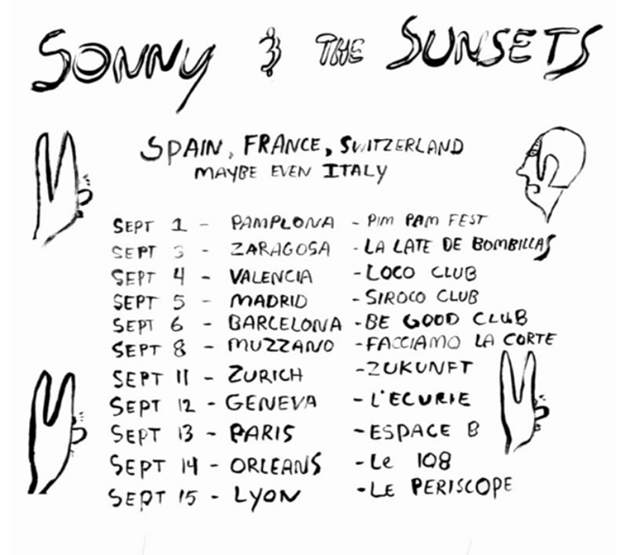 SONNY & THE SUNSETS
SPAIN, FRANCE, SWITZERLAND
MAYBE EVEN ITALY
SEPT 1 - PAMPLONA - PIM PAM FEST
SEPT 3 - ZARAGOSA - LA LATE DE BOMBILLAS
SEPT 4 - VALENCIA - LOCO CLUB
SEPT 5 - MADRID - SIROCO CLUB
SEPT 6 - BARCELONA - BE GOOD CLUB
SEPT 8 - MUZZANO - FACCIAMO LA CORTE
SEPT 11 - ZURICH - ZUKUNFT
SEPT 12 - GENEVA - L'ECURIE
SEPT 13 - PARIS - ESPACE B
SEPT 14 - ORLEANS - Le 108
SEPT 15 - LYON - LE PERISCOPE